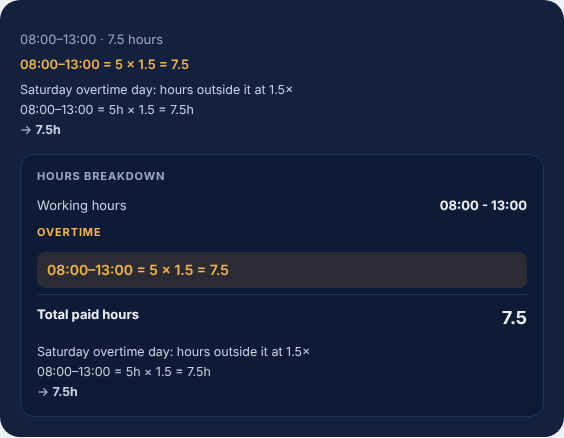 08:00–13:00 · 7.5 hours
08:00–13:00 = 5 × 1.5 = 7.5
Saturday overtime day: hours outside it at 1.5×
08:00–13:00 = 5h × 1.5 = 7.5h
→ 7.5h
HOURS BREAKDOWN
Working hours 08:00 - 13:00
OVERTIME
08:00–13:00 = 5 × 1.5 = 7.5
Total paid hours 7.5
Saturday overtime day: hours outside it at 1.5×
08:00–13:00 = 5h × 1.5 = 7.5h
→ 7.5h